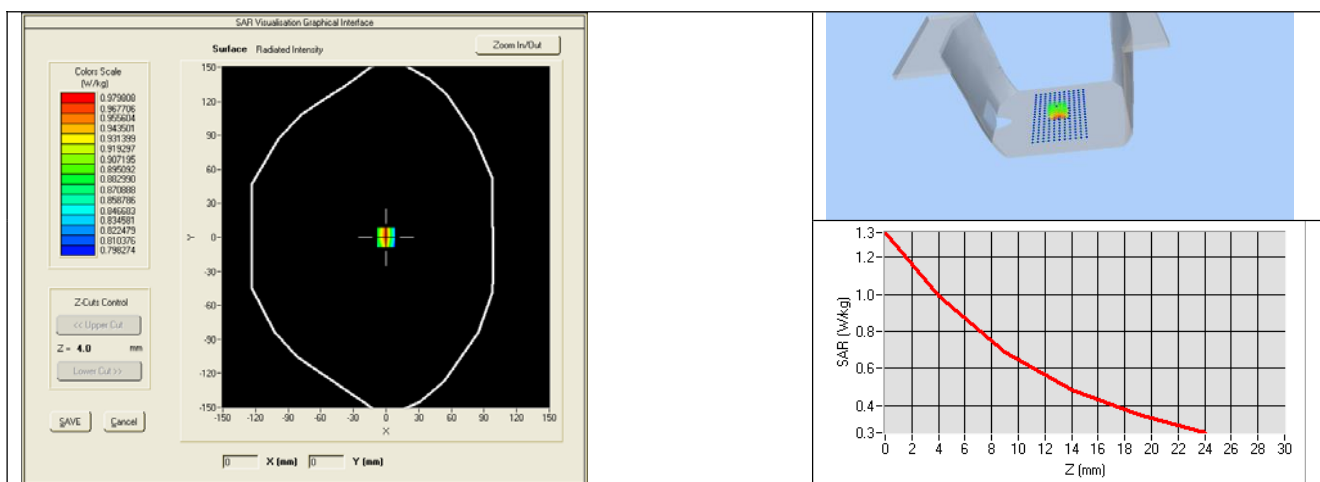 SAR Visualisation Graphical Interface
Surface Radiated Intensity
Zoom In/Out
Colors Scale
(W/kg)
0.979808
0.967706
0.955604
0.943501
0.931399
0.919297
0.907195
0.895092
0.882990
0.870888
0.858786
0.846683
0.834581
0.822479
0.810376
0.798274
Z-Cuts Control
<< Upper Cut
Z = 4.0 mm
Lower Cut >>
SAVE Cancel
150
120
90
60
30
0
-30
-60
-90
-120
-150
Y
-150 -120 -90 -60 -30 0 30 60 90 120 150
X
0 X (mm) 0 Y (mm)
1.3
1.2
1.0
0.8
0.6
0.4
0.3
SAR (W/kg)
0 2 4 6 8 10 12 14 16 18 20 22 24 26 28 30
Z (mm)